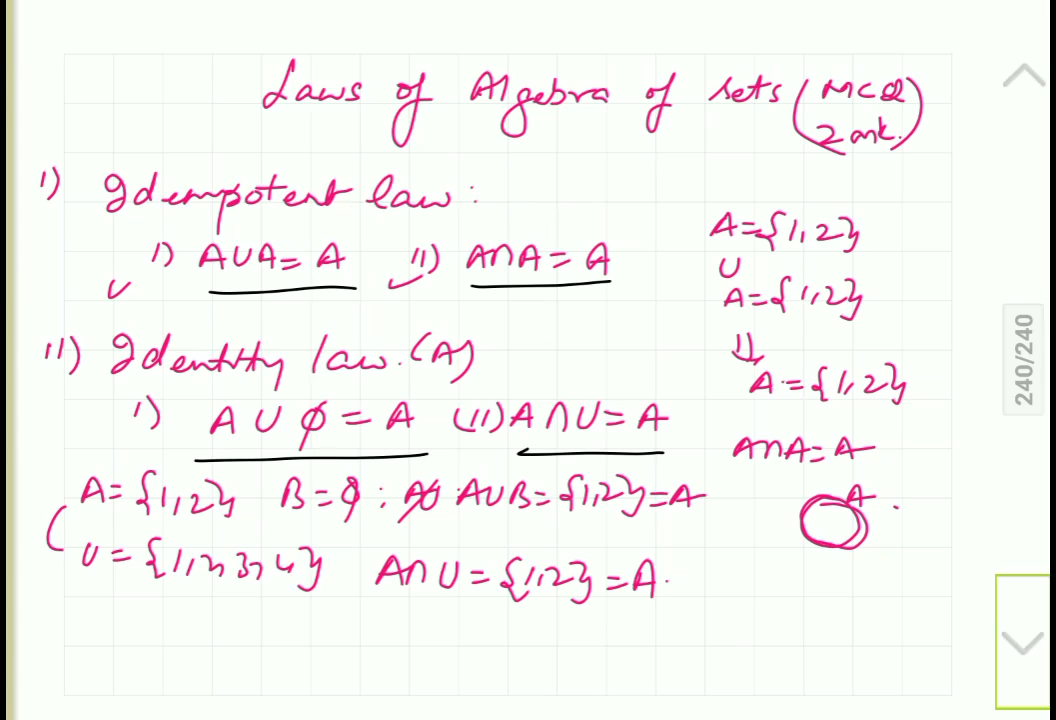 Laws of Algebra of sets (MCQ 2 mk.)
i) Idempotent law :
i) A∪A = A ii) A∩A = A
A = {1,2}
∪
A = {1,2}
⇓
A = {1,2}
ii) Identity law. (A)
i) A ∪ φ = A (ii) A ∩ U = A
A∩A = A
A = {1,2} B = φ : A∪B = {1,2} = A
A .
U = {1,2,3,4} A∩U = {1,2} = A.
240/240